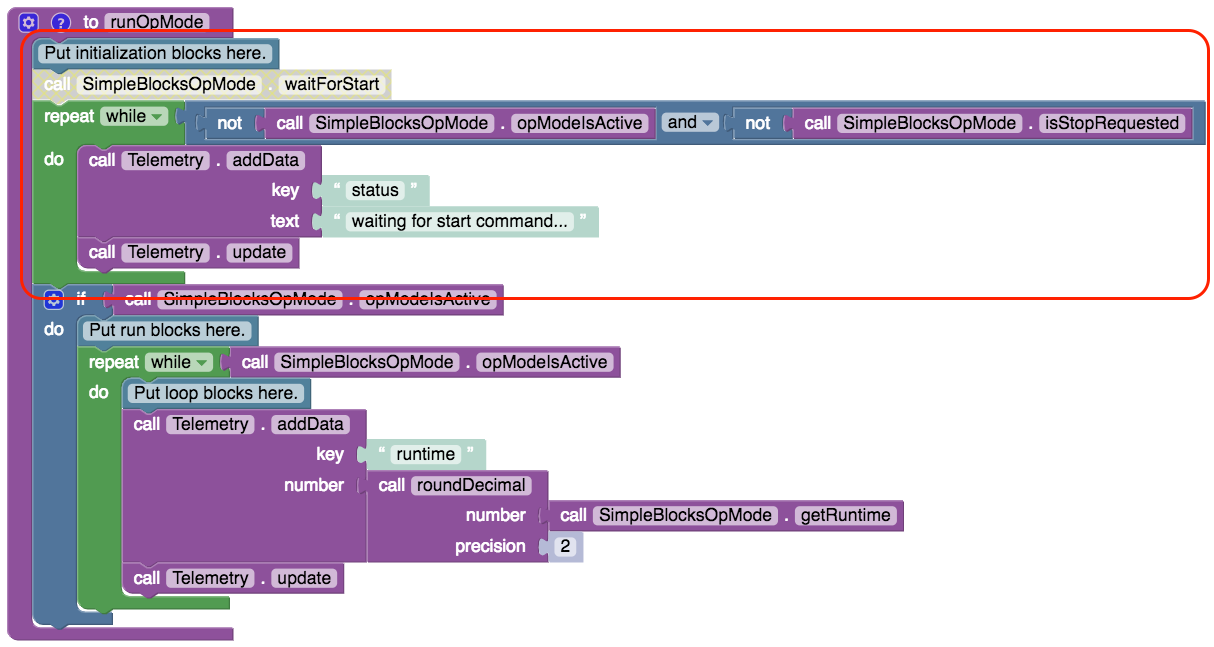 ? to runOpMode
Put initialization blocks here.
call SimpleBlocksOpMode . waitForStart
repeat while not call SimpleBlocksOpMode . opModeIsActive and not call SimpleBlocksOpMode . isStopRequested
do call Telemetry . addData
key “ status ”
text “ waiting for start command... ”
call Telemetry . update
if call SimpleBlocksOpMode . opModeIsActive
do Put run blocks here.
repeat while call SimpleBlocksOpMode . opModeIsActive
do Put loop blocks here.
call Telemetry . addData
key “ runtime ”
number call roundDecimal
number call SimpleBlocksOpMode . getRuntime
precision 2
call Telemetry . update